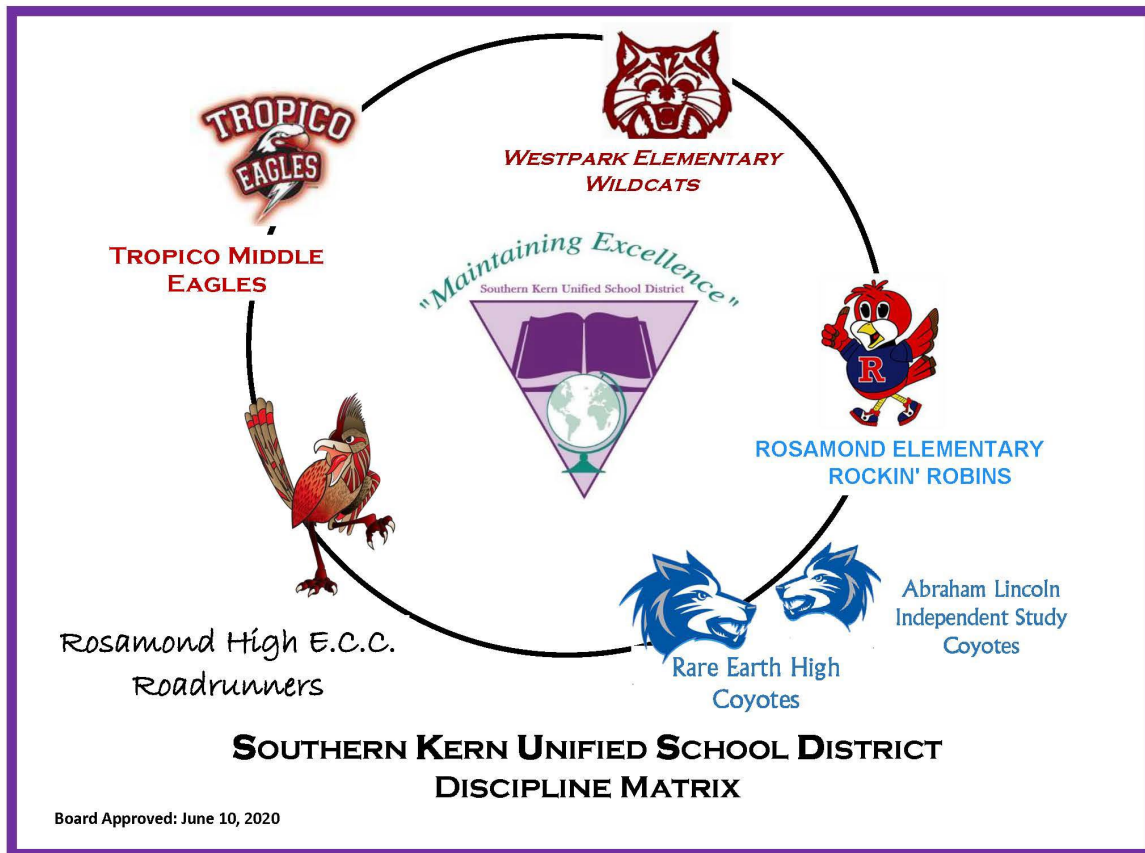 TROPICO
EAGLES
TROPICO MIDDLE
EAGLES
WESTPARK ELEMENTARY
WILDCATS
"Maintaining Excellence"
Southern Kern Unified School District
R
ROSAMOND ELEMENTARY
ROCKIN' ROBINS
Rosamond High E.C.C.
Roadrunners
Rare Earth High
Coyotes
Abraham Lincoln
Independent Study
Coyotes
SOUTHERN KERN UNIFIED SCHOOL DISTRICT
DISCIPLINE MATRIX
Board Approved: June 10, 2020